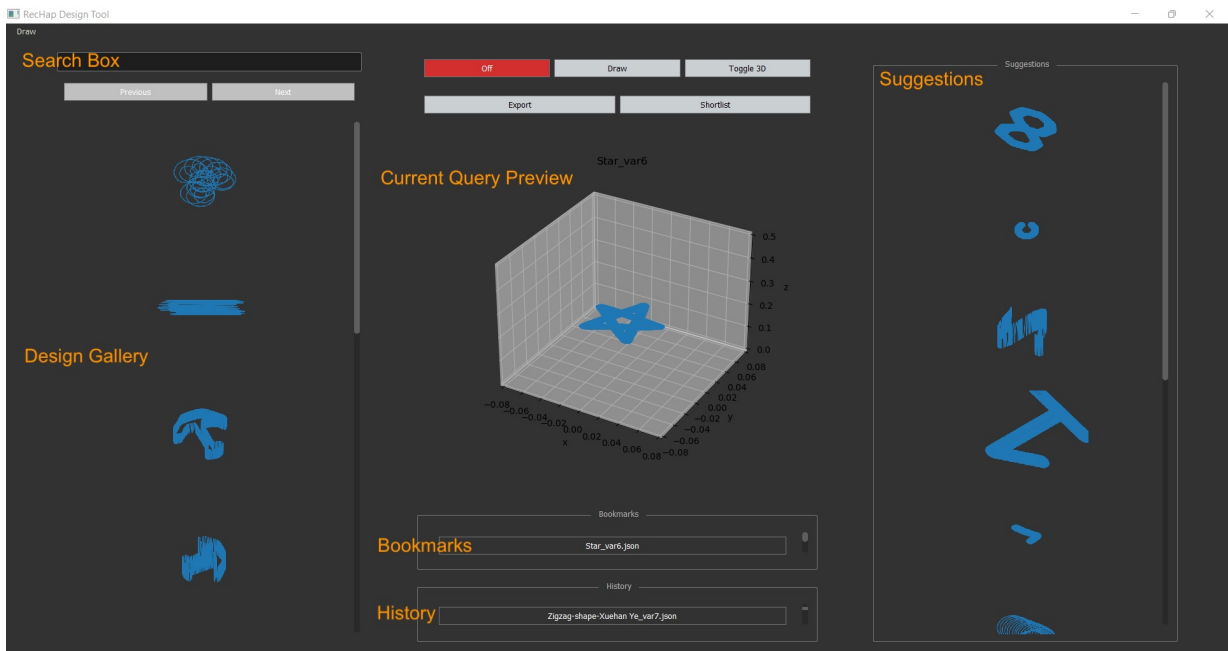 RecHap Design Tool
Draw
Search Box
Previous
Next
Design Gallery
Off
Draw
Toggle 3D
Export
Shortlist
Star_var6
Current Query Preview
0.5
0.4
0.3
z
0.2
0.1
0.0
0.08
0.06
0.04
0.02
0.00
y
−0.02
−0.04
−0.06
−0.08
−0.08
−0.06
−0.04
−0.02
0.00
x
0.02
0.04
0.06
0.08
Bookmarks
Bookmarks
Star_var6.json
History
History
Zigzag-shape-Xuehan Ye_var7.json
Suggestions
Suggestions